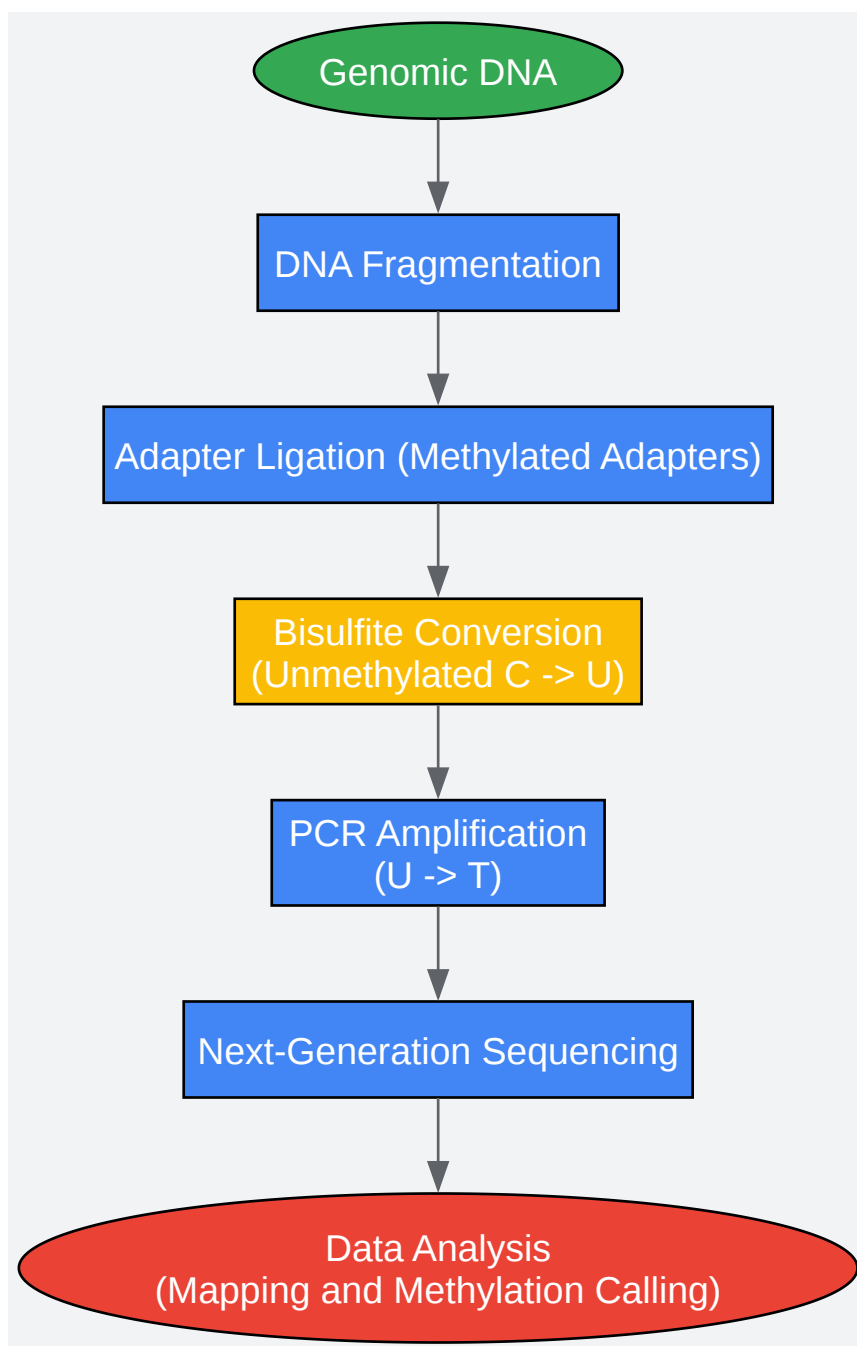 Genomic DNA
DNA Fragmentation
Adapter Ligation (Methylated Adapters)
Bisulfite Conversion
(Unmethylated C -> U)
PCR Amplification
(U -> T)
Next-Generation Sequencing
Data Analysis
(Mapping and Methylation Calling)